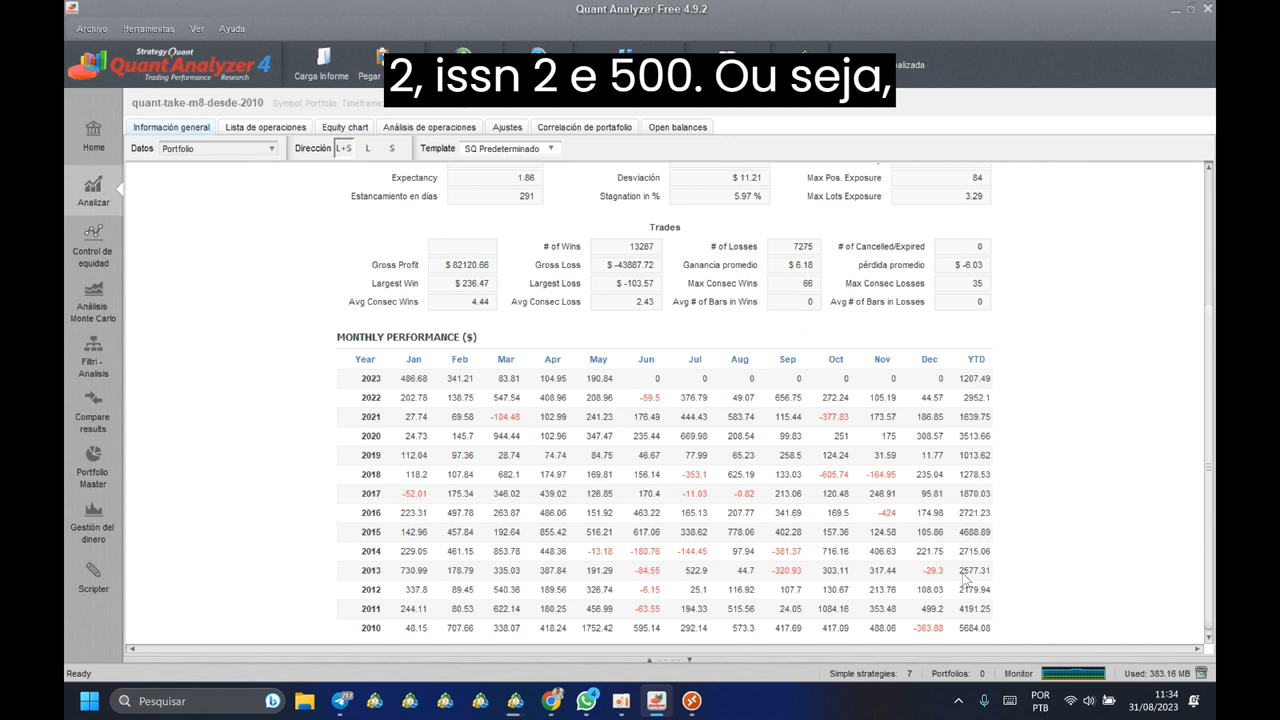 Quant Analyzer Free 4.9.2
Archivo Herramientas Ver Ayuda
Strategy Quant
Quant Analyzer 4
Trading Performance Research
Carga Informe Pegar
2, issn 2 e 500. Ou seja,
quant-take-m8-desde-2010 Symbol: Portfolio, Timeframe
Información general Lista de operaciones Equity chart Análisis de operaciones Ajustes Correlación de portafolio Open balances
Datos Portfolio Dirección L+S L S Template SQ Predeterminado
Home
Analizar
Control de equidad
Análisis Monte Carlo
Filtri - Analisis
Compare results
Portfolio Master
Gestión del dinero
Scripter
Expectancy 1.86 Desviación $ 11.21 Max Pos. Exposure 84
Estancamiento en días 291 Stagnation in % 5.97 % Max Lots Exposure 3.29
Trades
# of Wins 13287 # of Losses 7275 # of Cancelled/Expired 0
Gross Profit $ 82120.66 Gross Loss $ -43887.72 Ganancia promedio $ 6.18 pérdida promedio $ -6.03
Largest Win $ 236.47 Largest Loss $ -103.57 Max Consec Wins 66 Max Consec Losses 35
Avg Consec Wins 4.44 Avg Consec Loss 2.43 Avg # of Bars in Wins 0 Avg # of Bars in Losses 0
MONTHLY PERFORMANCE ($)
Year Jan Feb Mar Apr May Jun Jul Aug Sep Oct Nov Dec YTD
2023 486.68 341.21 83.81 104.95 190.84 0 0 0 0 0 0 0 1207.49
2022 202.78 138.75 547.54 408.96 208.96 -59.5 376.79 49.07 656.75 272.24 105.19 44.57 2952.1
2021 27.74 69.58 -104.48 102.99 241.23 176.49 444.43 583.74 115.44 -377.83 173.57 186.85 1639.75
2020 24.73 145.7 944.44 102.96 347.47 235.44 669.98 208.54 99.83 251 175 308.57 3513.66
2019 112.04 97.36 28.74 74.74 84.75 46.67 77.99 65.23 258.5 124.24 31.59 11.77 1013.62
2018 118.2 107.84 682.1 174.97 169.81 156.14 -353.1 625.19 133.03 -605.74 -164.95 235.04 1278.53
2017 -52.01 175.34 346.02 439.02 126.85 170.4 -11.03 -0.82 213.06 120.48 246.91 95.81 1870.03
2016 223.31 497.78 263.87 486.06 151.92 463.22 165.13 207.77 341.69 169.5 -424 174.98 2721.23
2015 142.96 457.84 192.64 855.42 516.21 617.06 338.62 778.06 402.28 157.36 124.58 105.86 4688.89
2014 229.05 461.15 853.78 448.36 -13.18 -180.76 -144.45 97.94 -381.37 716.16 406.63 221.75 2715.06
2013 730.99 178.79 335.03 387.84 191.29 -84.55 522.9 44.7 -320.93 303.11 317.44 -29.3 2577.31
2012 337.8 89.45 540.36 189.56 326.74 -6.15 25.1 116.92 107.7 130.67 213.76 108.03 2179.94
2011 244.11 80.53 622.14 180.25 456.99 -63.55 194.33 515.56 24.05 1084.16 353.48 499.2 4191.25
2010 48.15 707.66 338.07 418.24 1752.42 595.14 292.14 573.3 417.69 417.09 488.06 -363.88 5684.08
Ready Simple strategies: 7 Portfolios: 0 Monitor Used: 383.16 MB
Pesquisar 4 POR PTB 11:34 31/08/2023